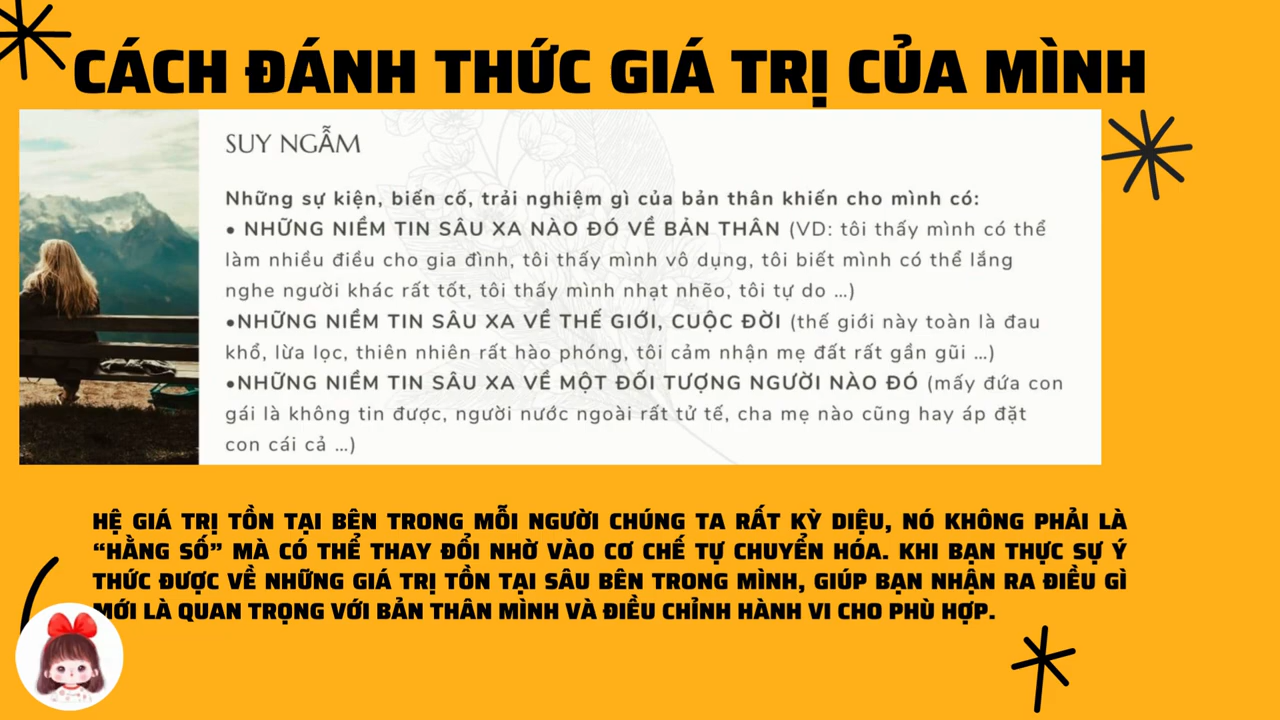 CÁCH ĐÁNH THỨC GIÁ TRỊ CỦA MÌNH
SUY NGẪM
Những sự kiện, biến cố, trải nghiệm gì của bản thân khiến cho mình có:
• NHỮNG NIỀM TIN SÂU XA NÀO ĐÓ VỀ BẢN THÂN (VD: tôi thấy mình có thể
làm nhiều điều cho gia đình, tôi thấy mình vô dụng, tôi biết mình có thể lắng
nghe người khác rất tốt, tôi thấy mình nhạt nhẽo, tôi tự do ...)
•NHỮNG NIỀM TIN SÂU XA VỀ THẾ GIỚI, CUỘC ĐỜI (thế giới này toàn là đau
khổ, lừa lọc, thiên nhiên rất hào phóng, tôi cảm nhận mẹ đất rất gần gũi ...)
•NHỮNG NIỀM TIN SÂU XA VỀ MỘT ĐỐI TƯỢNG NGƯỜI NÀO ĐÓ (mấy đứa con
gái là không tin được, người nước ngoài rất tử tế, cha mẹ nào cũng hay áp đặt
con cái cả ...)
HỆ GIÁ TRỊ TỒN TẠI BÊN TRONG MỖI NGƯỜI CHÚNG TA RẤT KỲ DIỆU, NÓ KHÔNG PHẢI LÀ
“HẰNG SỐ” MÀ CÓ THỂ THAY ĐỔI NHỜ VÀO CƠ CHẾ TỰ CHUYỂN HÓA. KHI BẠN THỰC SỰ Ý
THỨC ĐƯỢC VỀ NHỮNG GIÁ TRỊ TỒN TẠI SÂU BÊN TRONG MÌNH, GIÚP BẠN NHẬN RA ĐIỀU GÌ
MỚI LÀ QUAN TRỌNG VỚI BẢN THÂN MÌNH VÀ ĐIỀU CHỈNH HÀNH VI CHO PHÙ HỢP.